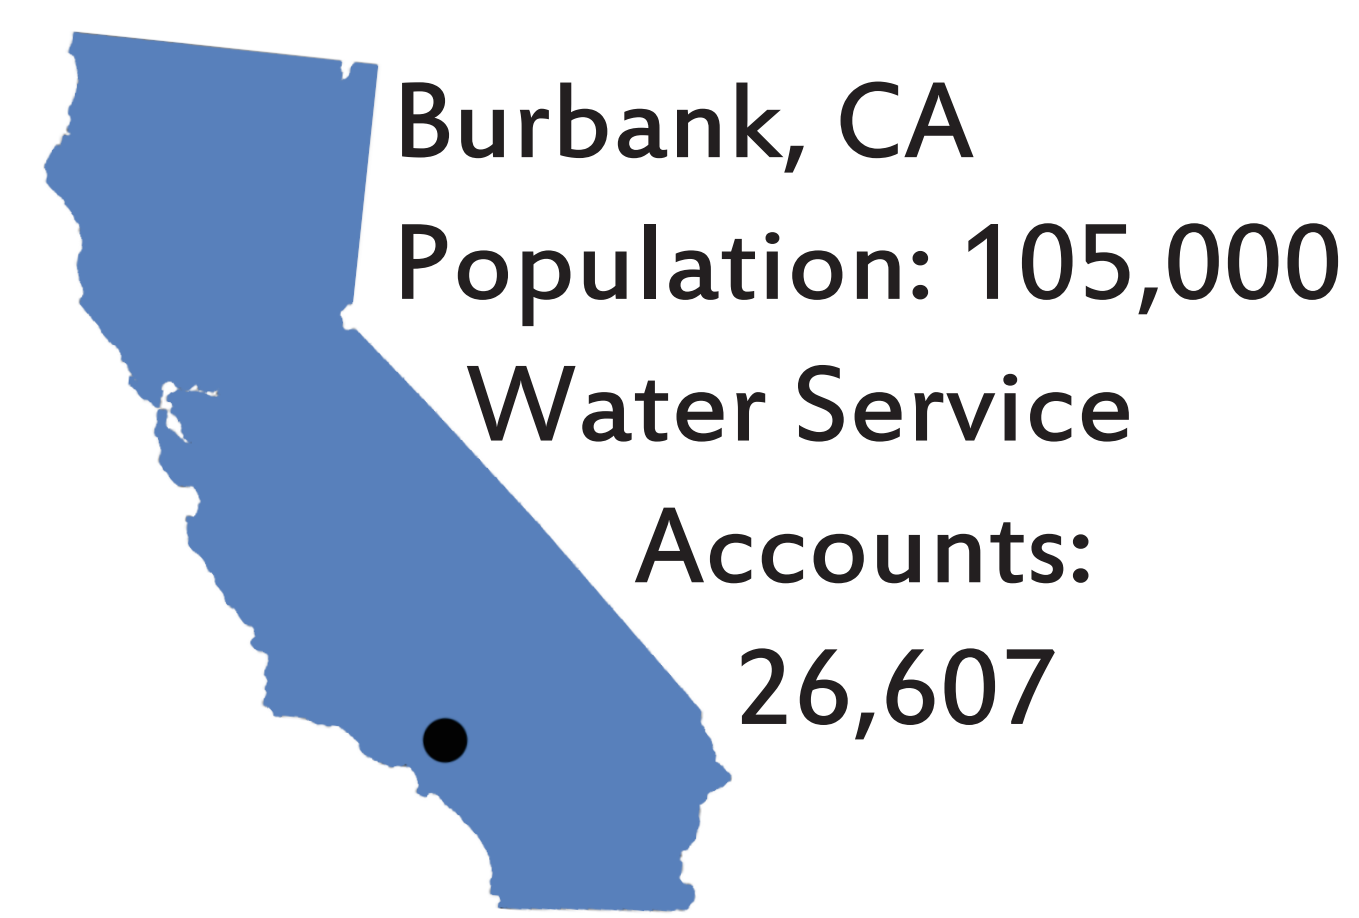 Burbank, CA
Population: 105,000
Water Service
Accounts:
26,607